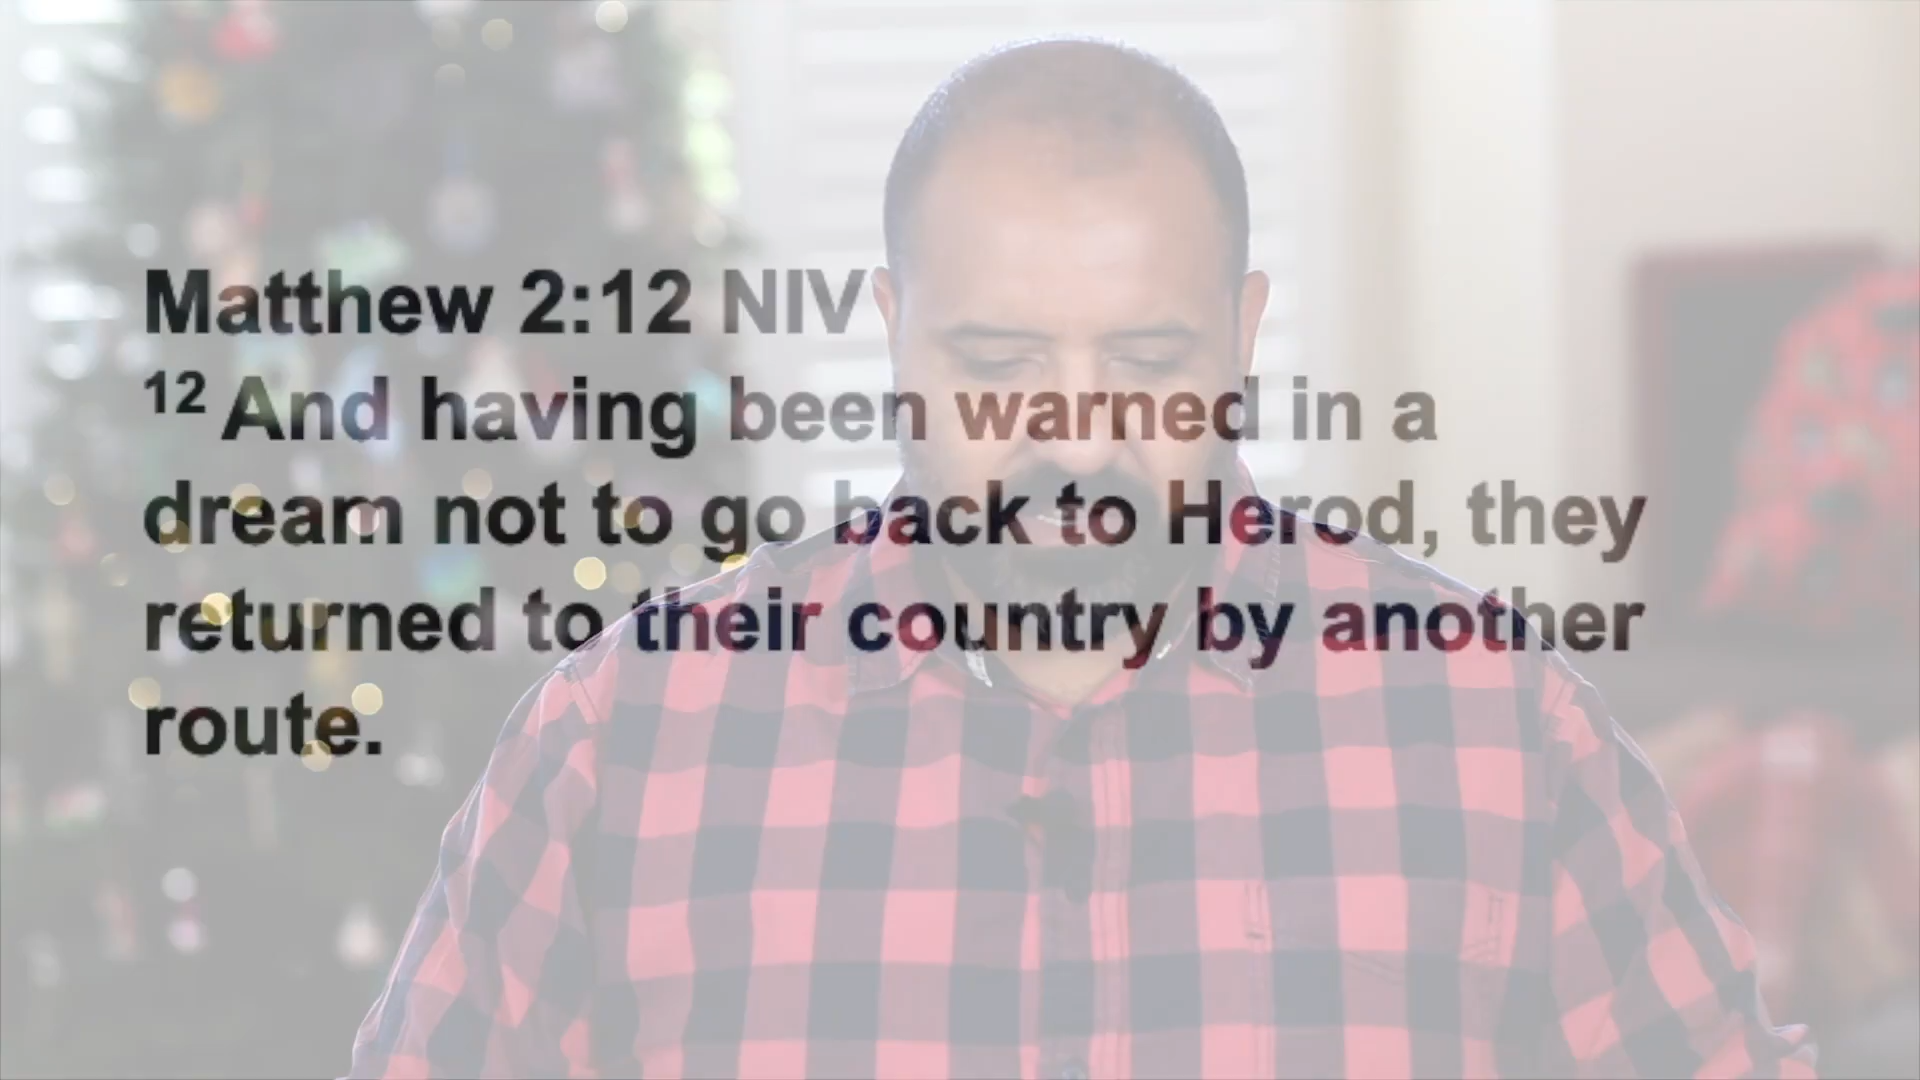 Matthew 2:12 NIV
12 And having been warned in a
dream not to go back to Herod, they
returned to their country by another
route.